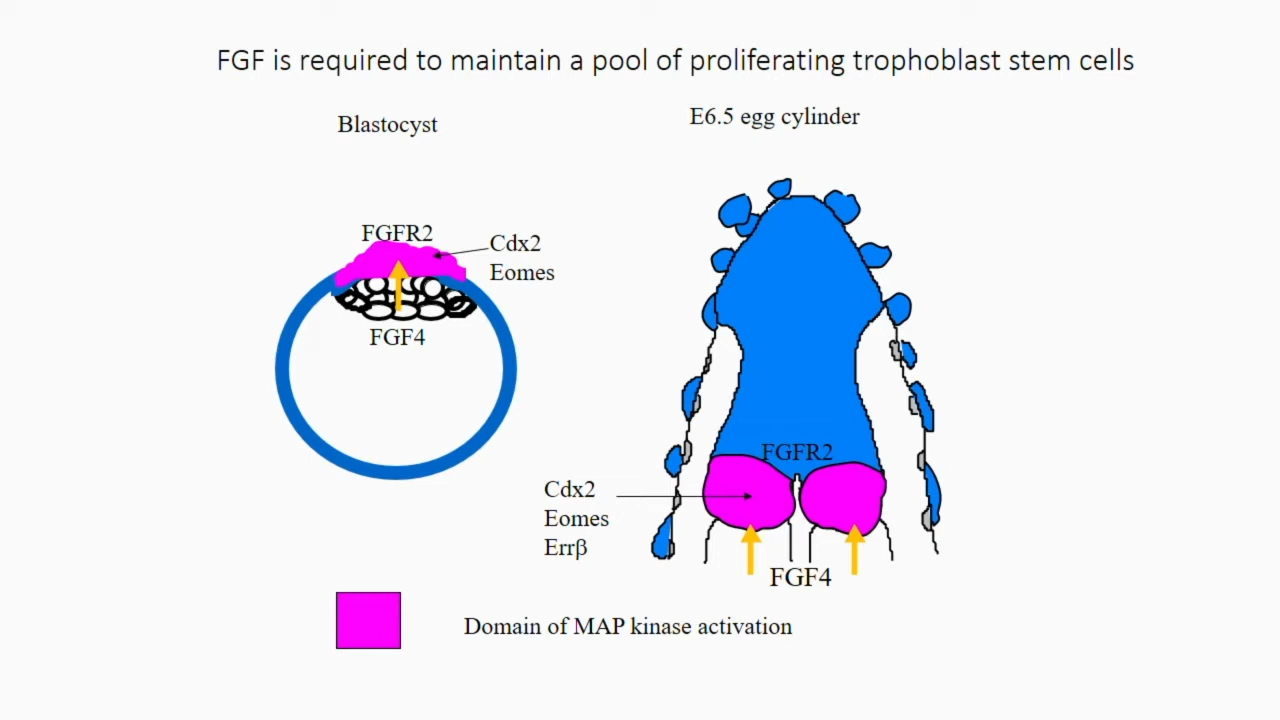 FGF is required to maintain a pool of proliferating trophoblast stem cells
Blastocyst
E6.5 egg cylinder
FGFR2
Cdx2
Eomes
FGF4
FGFR2
Cdx2
Eomes
Errβ
FGF4
Domain of MAP kinase activation